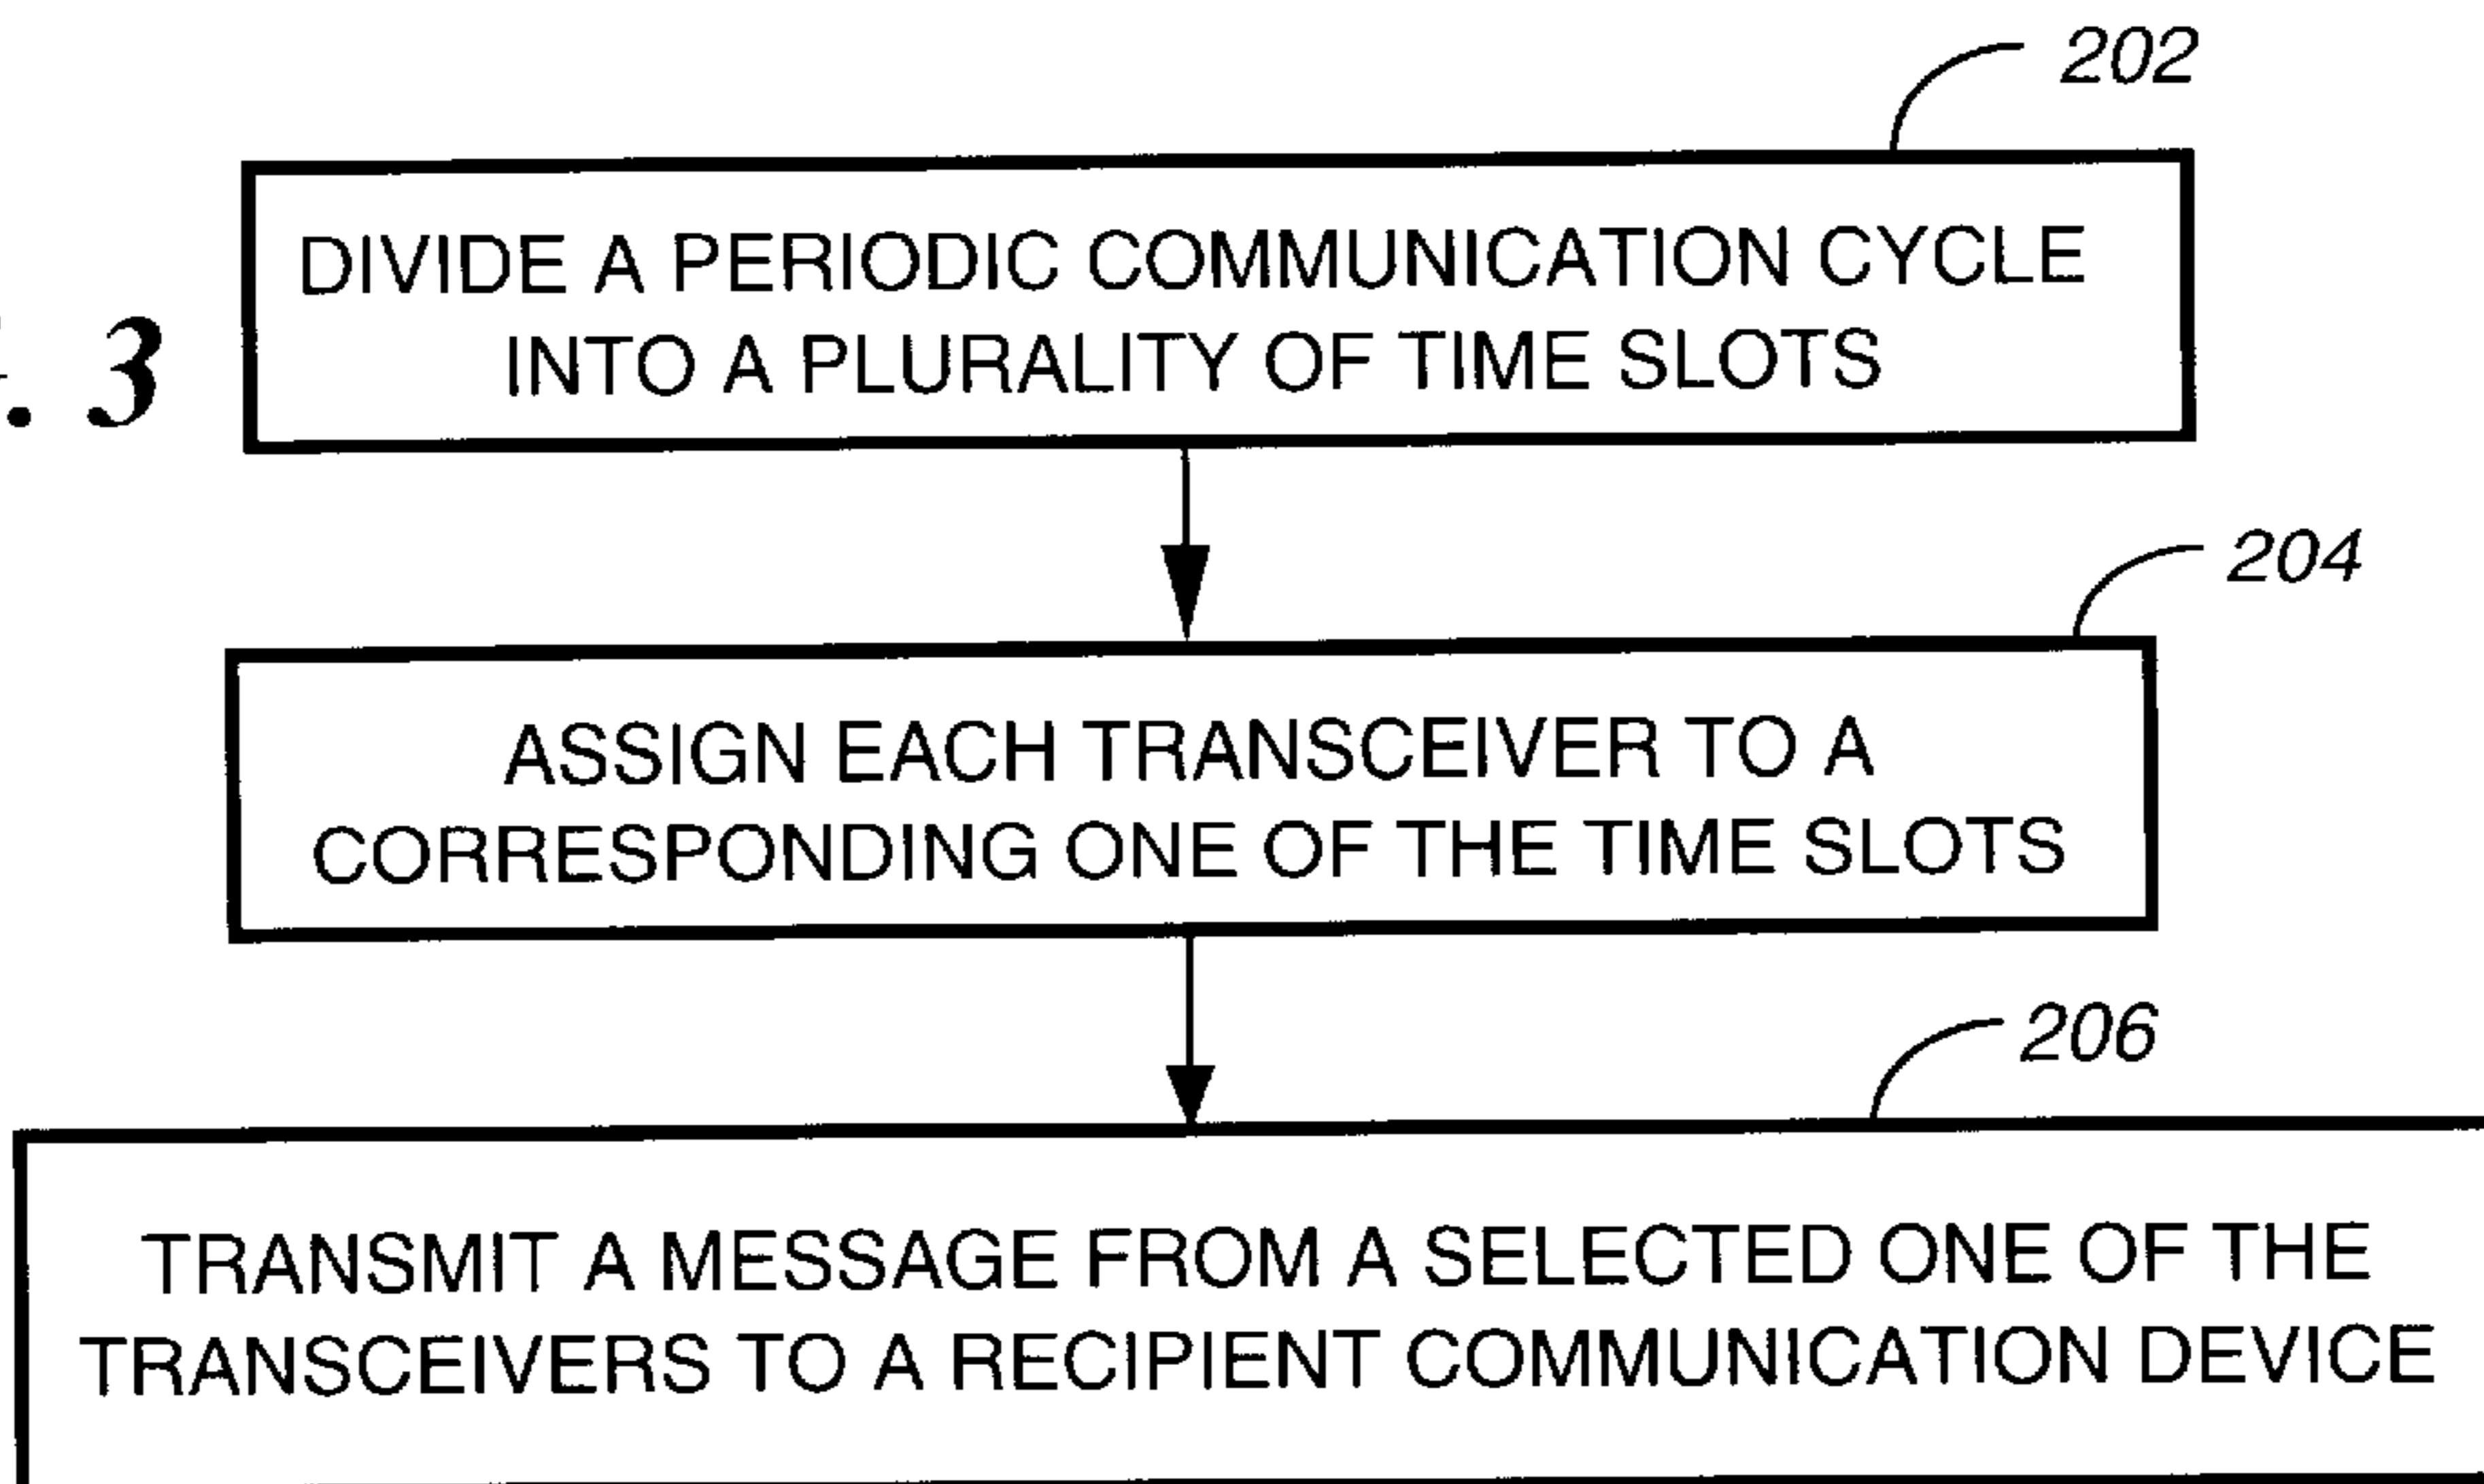 202
DIVIDE A PERIODIC COMMUNICATION CYCLE
INTO A PLURALITY OF TIME SLOTS
. 3
204
ASSIGN EACH TRANSCEIVER TO A
CORRESPONDING ONE OF THE TIME SLOTS
206
TRANSMIT A MESSAGE FROM A SELECTED ONE OF THE
TRANSCEIVERS TO A RECIPIENT COMMUNICATION DEVICE